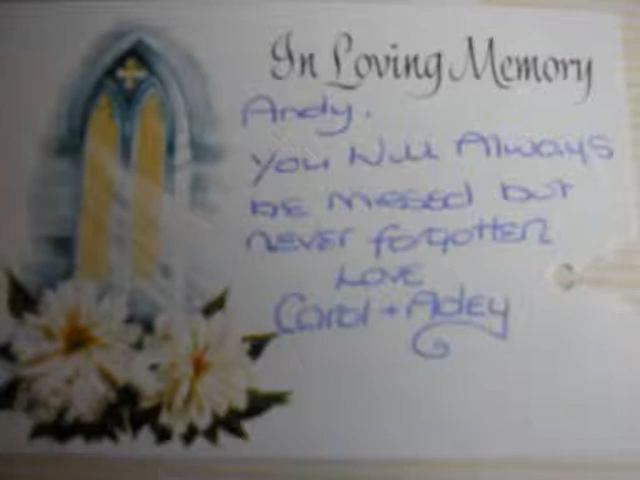 In Loving Memory
Andy.
You Will Always
be missed but
never forgotten
Love
Carol + Adey